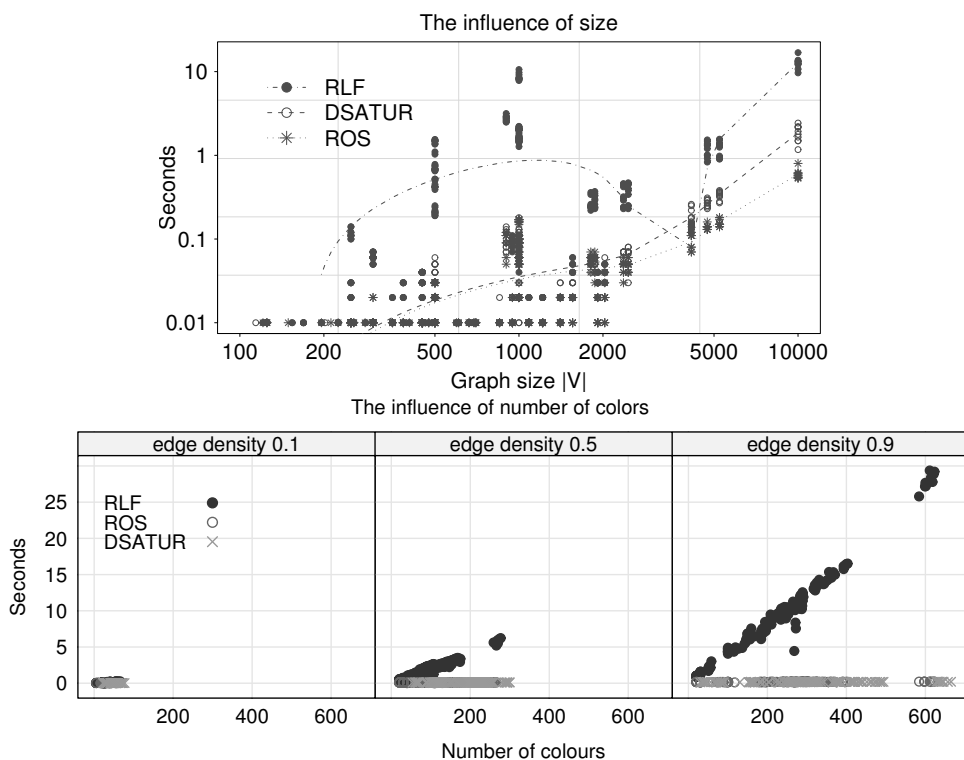 The influence of size
Seconds
10
1
0.1
0.01
RLF
DSATUR
ROS
100 200 500 1000 2000 5000 10000
Graph size |V|
The influence of number of colors
edge density 0.1 edge density 0.5 edge density 0.9
Seconds
25
20
15
10
5
0
RLF
ROS
DSATUR
200 400 600 200 400 600 200 400 600
Number of colours